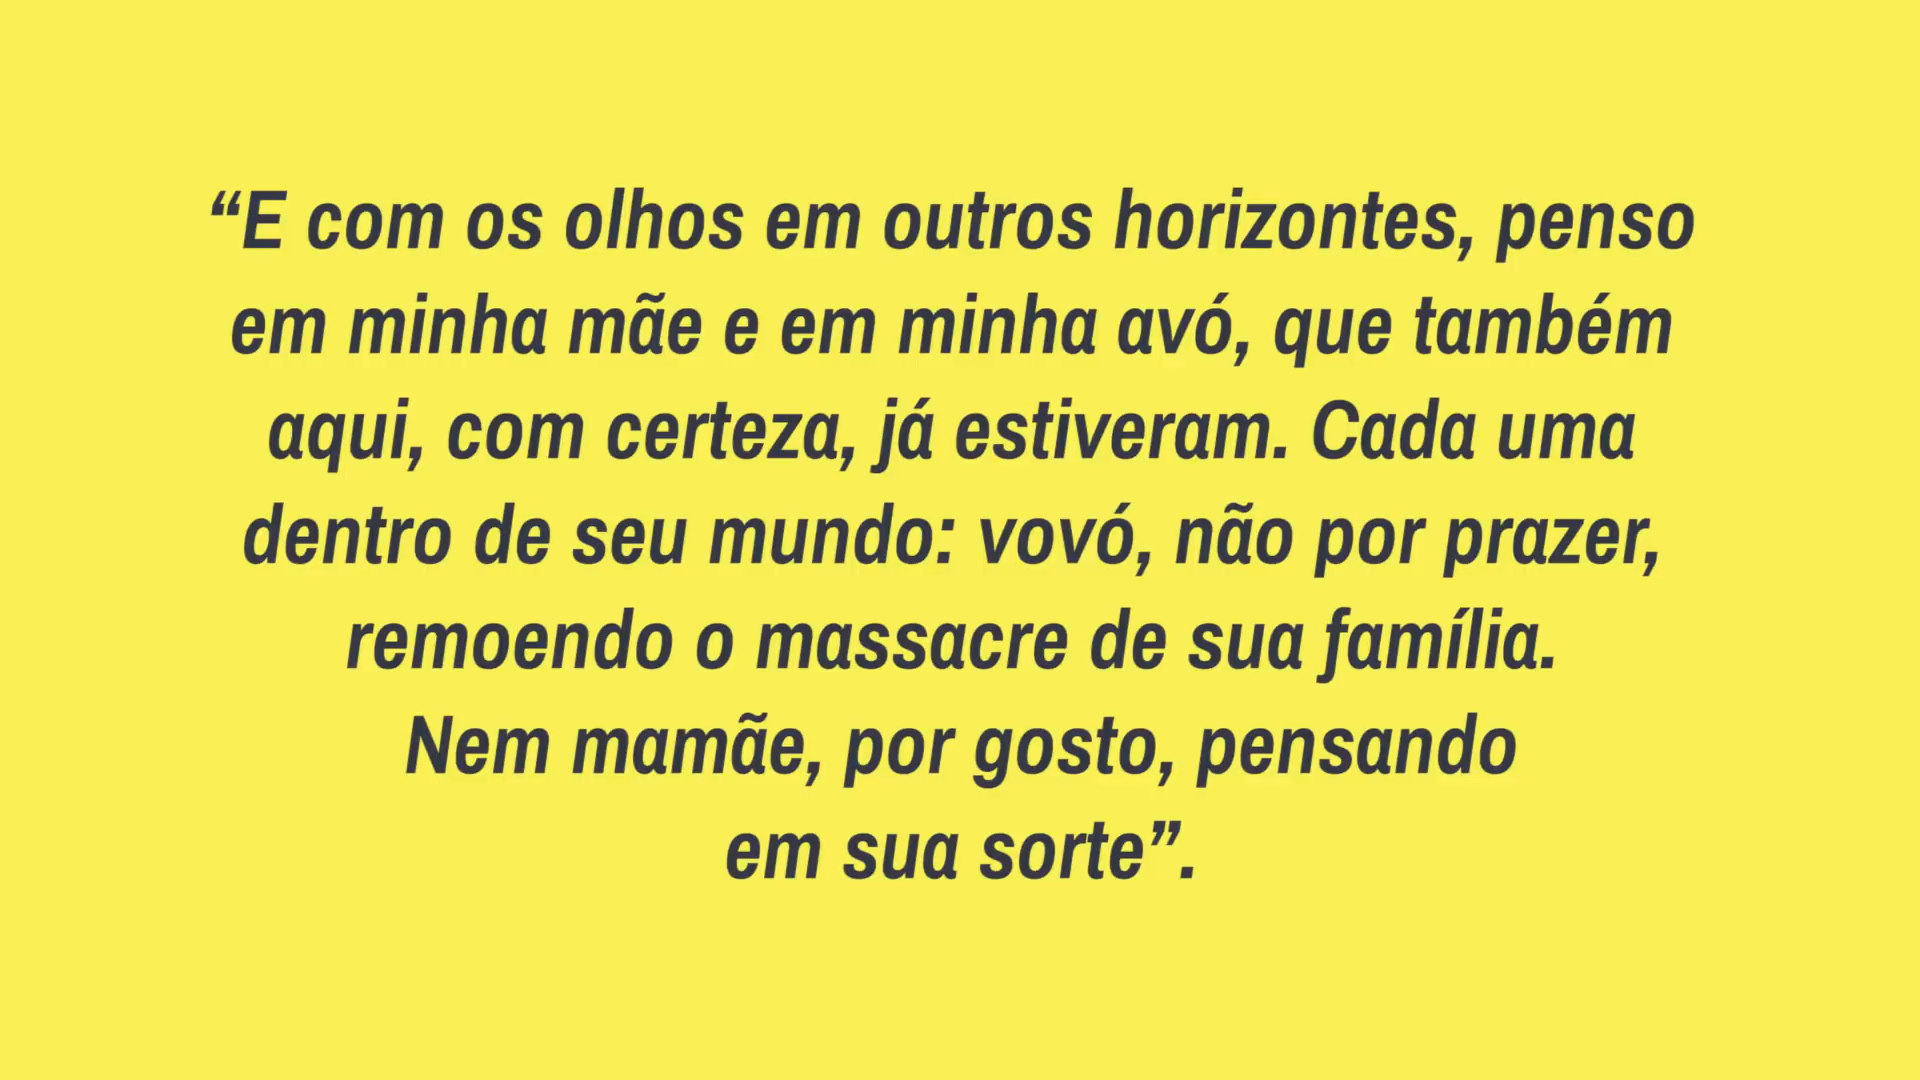 “E com os olhos em outros horizontes, penso
em minha mãe e em minha avó, que também
aqui, com certeza, já estiveram. Cada uma
dentro de seu mundo: vovó, não por prazer,
remoendo o massacre de sua família.
Nem mamãe, por gosto, pensando
em sua sorte”.